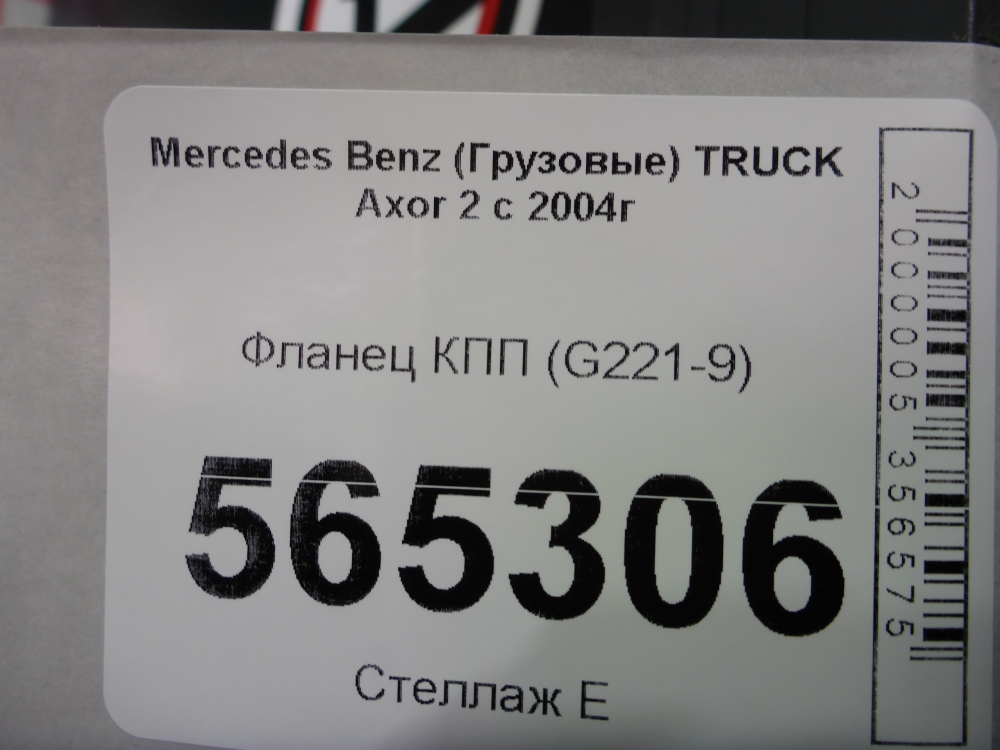 Mercedes Benz (Грузовые) TRUCK
Axor 2 с 2004г
Фланец КПП (G221-9)
565306
Стеллаж Е
2000005356575